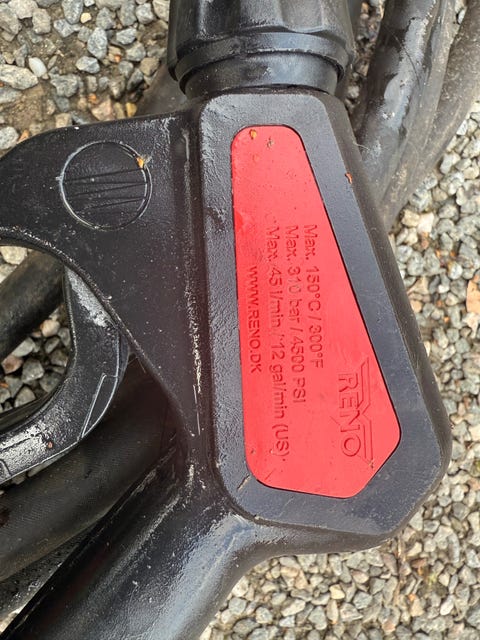 RENO
Max. 150°C / 300°F
Max. 310 bar / 4500 PSI
Max. 45 l/min. / 12 gal/min (US).
WWW.RENO.DK